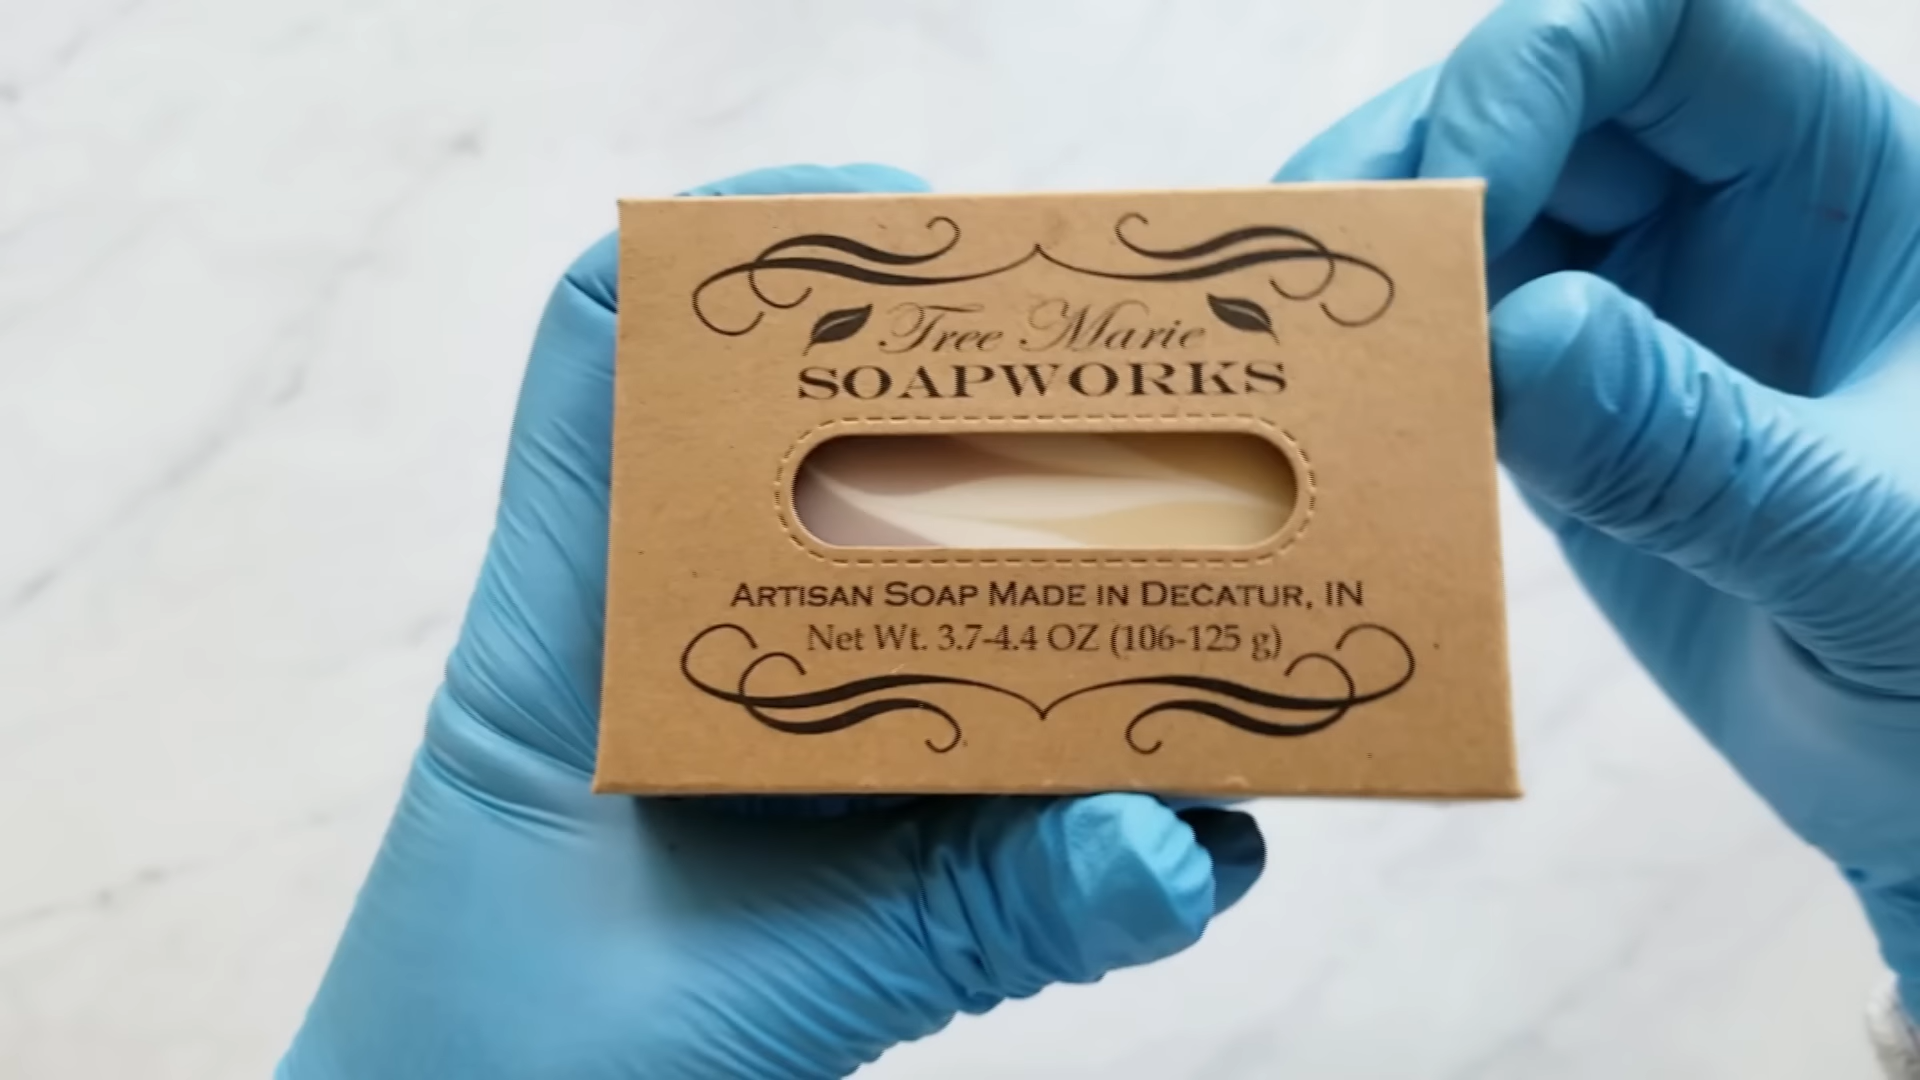 Tree Marie
SOAPWORKS
ARTISAN SOAP MADE IN DECATUR, IN
Net Wt. 3.7-4.4 OZ (106-125 g)